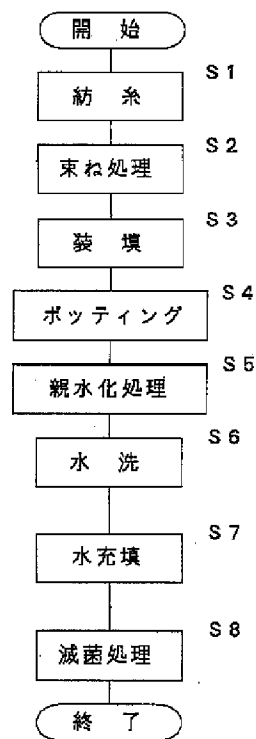 開 始
S1
紡 糸
S2
束ね処理
S3
装 填
S4
ポッティング
S5
親水化処理
S6
水 洗
S7
水充填
S8
滅菌処理
終 了